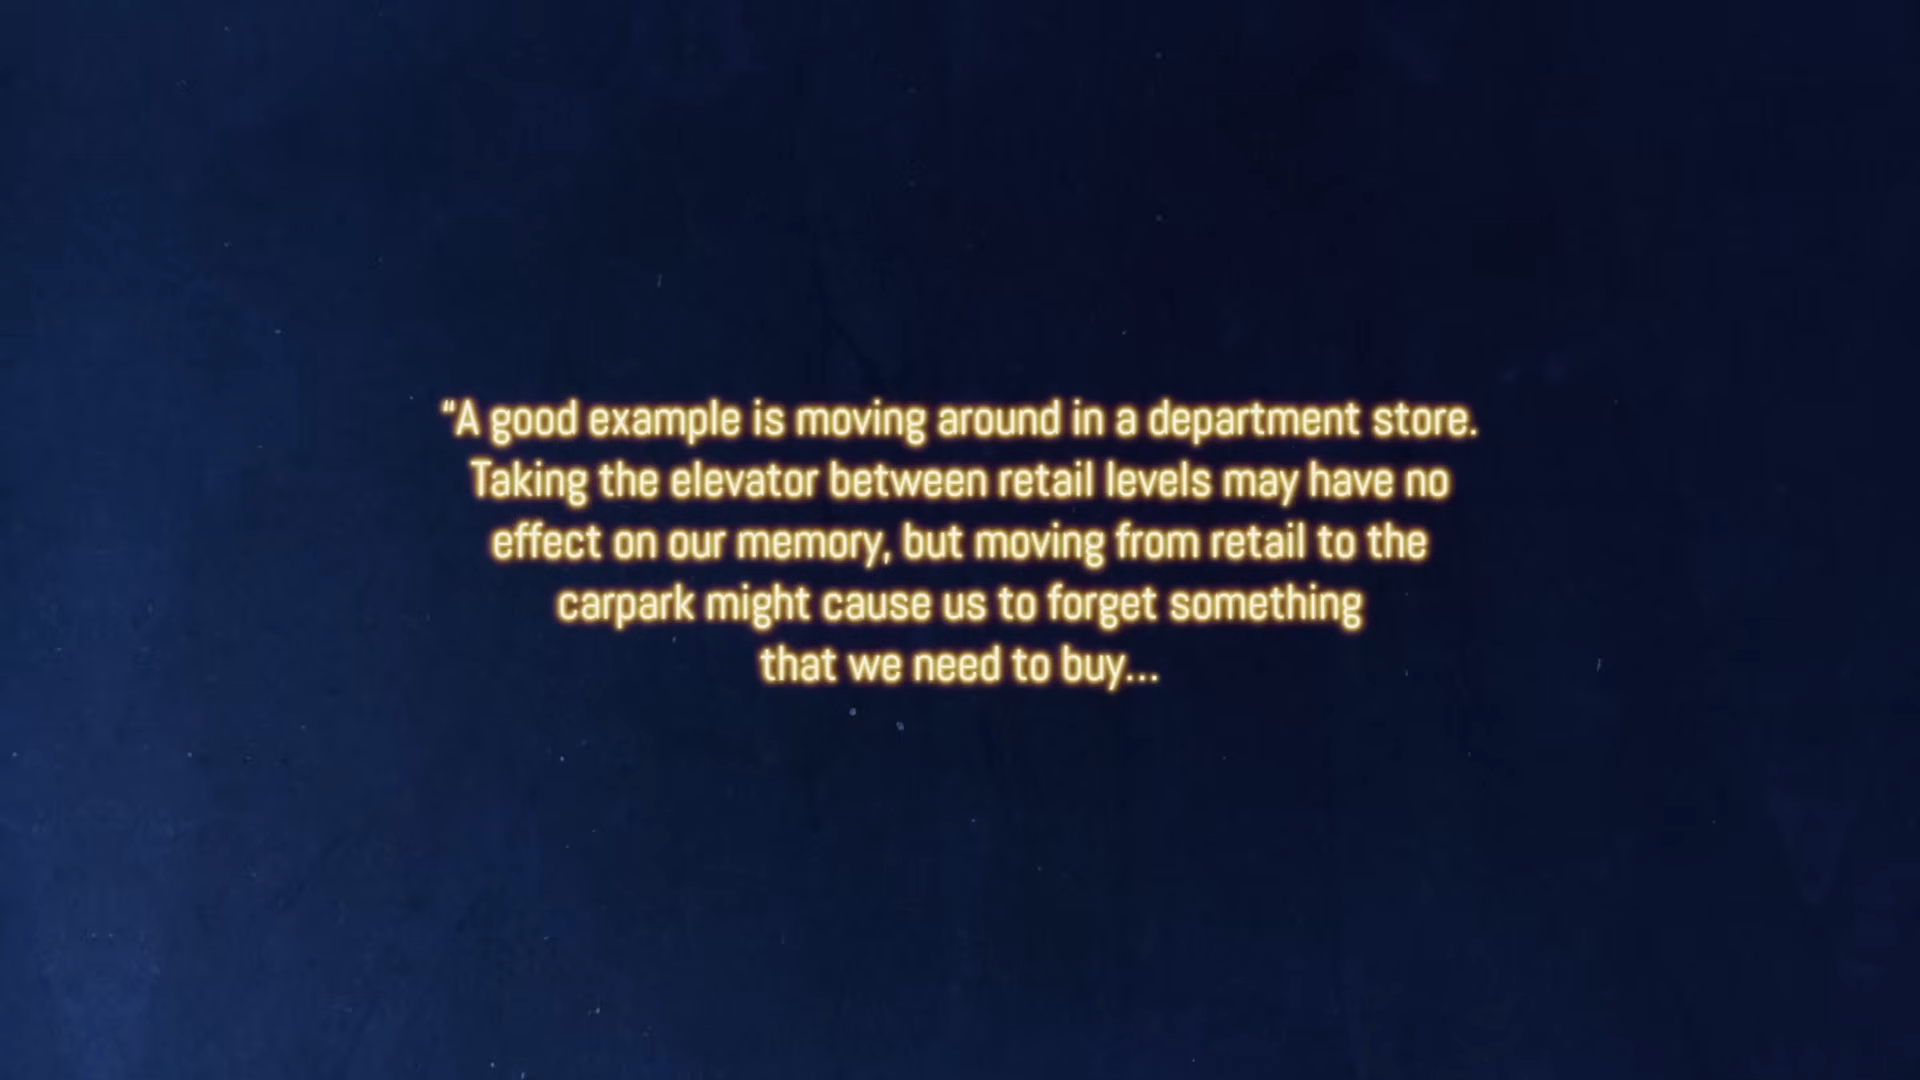 “A good example is moving around in a department store.
Taking the elevator between retail levels may have no
effect on our memory, but moving from retail to the
carpark might cause us to forget something
that we need to buy...